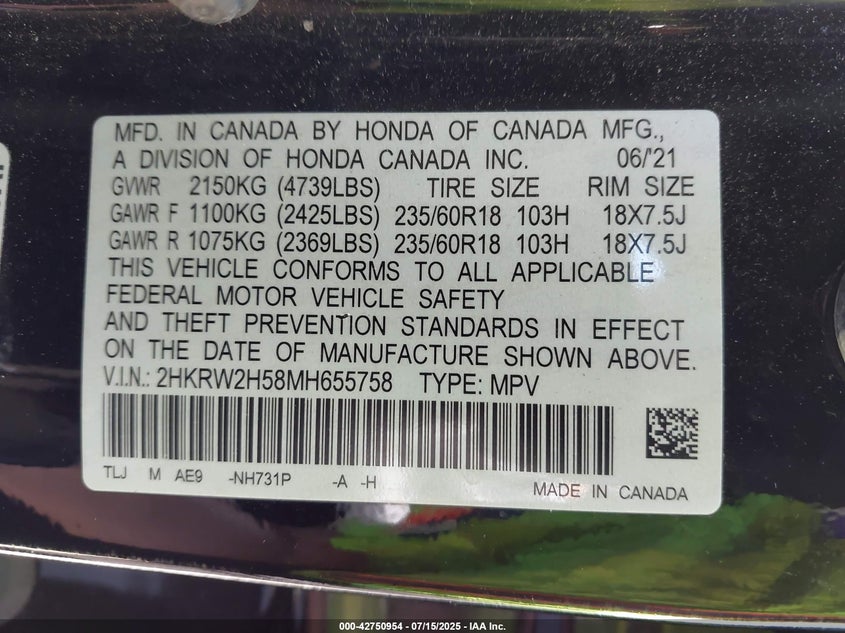 MFD. IN CANADA BY HONDA OF CANADA MFG.,
A DIVISION OF HONDA CANADA INC. 06/'21
GVWR 2150KG (4739LBS) TIRE SIZE RIM SIZE
GAWR F 1100KG (2425LBS) 235/60R18 103H 18X7.5J
GAWR R 1075KG (2369LBS) 235/60R18 103H 18X7.5J
THIS VEHICLE CONFORMS TO ALL APPLICABLE
FEDERAL MOTOR VEHICLE SAFETY
AND THEFT PREVENTION STANDARDS IN EFFECT
ON THE DATE OF MANUFACTURE SHOWN ABOVE.
V.I.N.: 2HKRW2H58MH655758 TYPE: MPV
TLJ M AE9 -NH731P -A -H
MADE IN CANADA
000-42750954 - 07/15/2025 - IAA Inc.